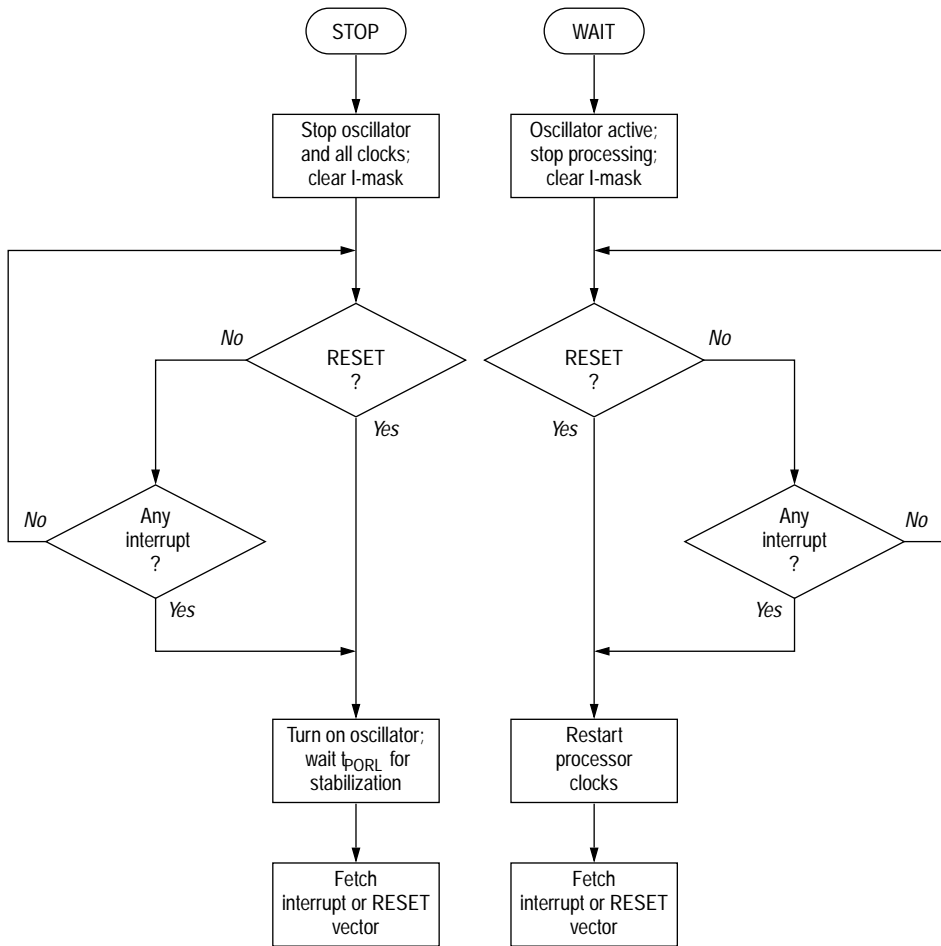 STOP
Stop oscillator
and all clocks;
clear I-mask
No
RESET
?
Yes
No
Any
interrupt
?
Yes
Turn on oscillator;
wait tPORL for
stabilization
Fetch
interrupt or RESET
vector
WAIT
Oscillator active;
stop processing;
clear I-mask
No
RESET
?
Yes
Any
interrupt
?
No
Yes
Restart
processor
clocks
Fetch
interrupt or RESET
vector